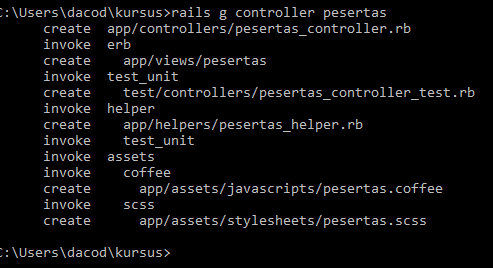 C:\Users\dacod\kursus>rails g controller pesertas
      create  app/controllers/pesertas_controller.rb
      invoke  erb
      create    app/views/pesertas
      invoke  test_unit
      create    test/controllers/pesertas_controller_test.rb
      invoke  helper
      create    app/helpers/pesertas_helper.rb
      invoke    test_unit
      invoke  assets
      invoke    coffee
      create      app/assets/javascripts/pesertas.coffee
      invoke    scss
      create      app/assets/stylesheets/pesertas.scss
C:\Users\dacod\kursus>